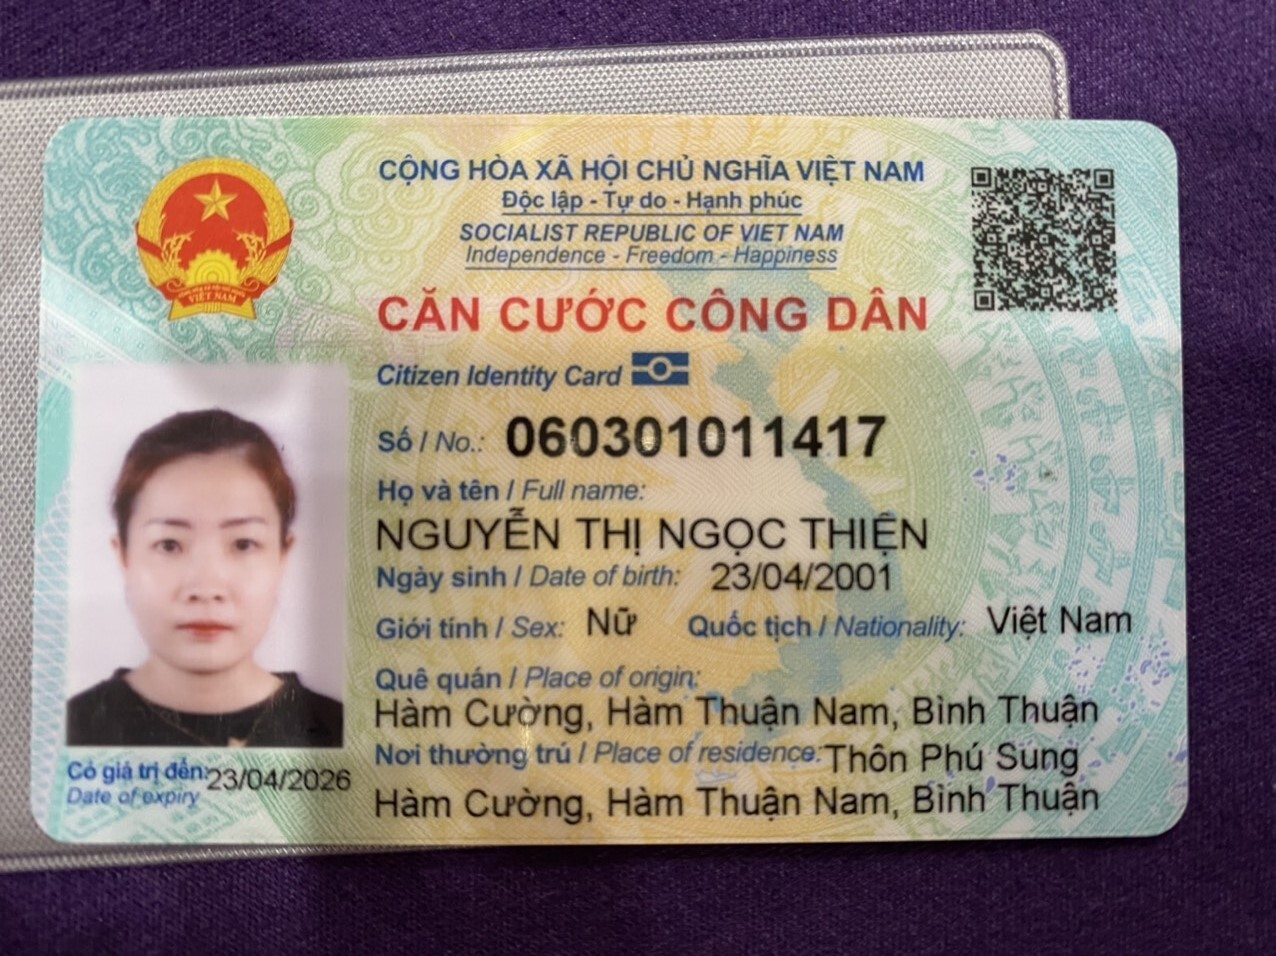 CỘNG HÒA XÃ HỘI CHỦ NGHĨA VIỆT NAM
Độc lập - Tự do - Hạnh phúc
SOCIALIST REPUBLIC OF VIET NAM
Independence - Freedom - Happiness
CĂN CƯỚC CÔNG DÂN
Citizen Identity Card
Số / No.: 060301011417
Họ và tên / Full name:
NGUYỄN THỊ NGỌC THIỆN
Ngày sinh / Date of birth: 23/04/2001
Giới tính / Sex: Nữ Quốc tịch / Nationality: Việt Nam
Quê quán / Place of origin:
Hàm Cường, Hàm Thuận Nam, Bình Thuận
Nơi thường trú / Place of residence: Thôn Phú Sung
Hàm Cường, Hàm Thuận Nam, Bình Thuận
Có giá trị đến: 23/04/2026
Date of expiry
VIỆT NAM